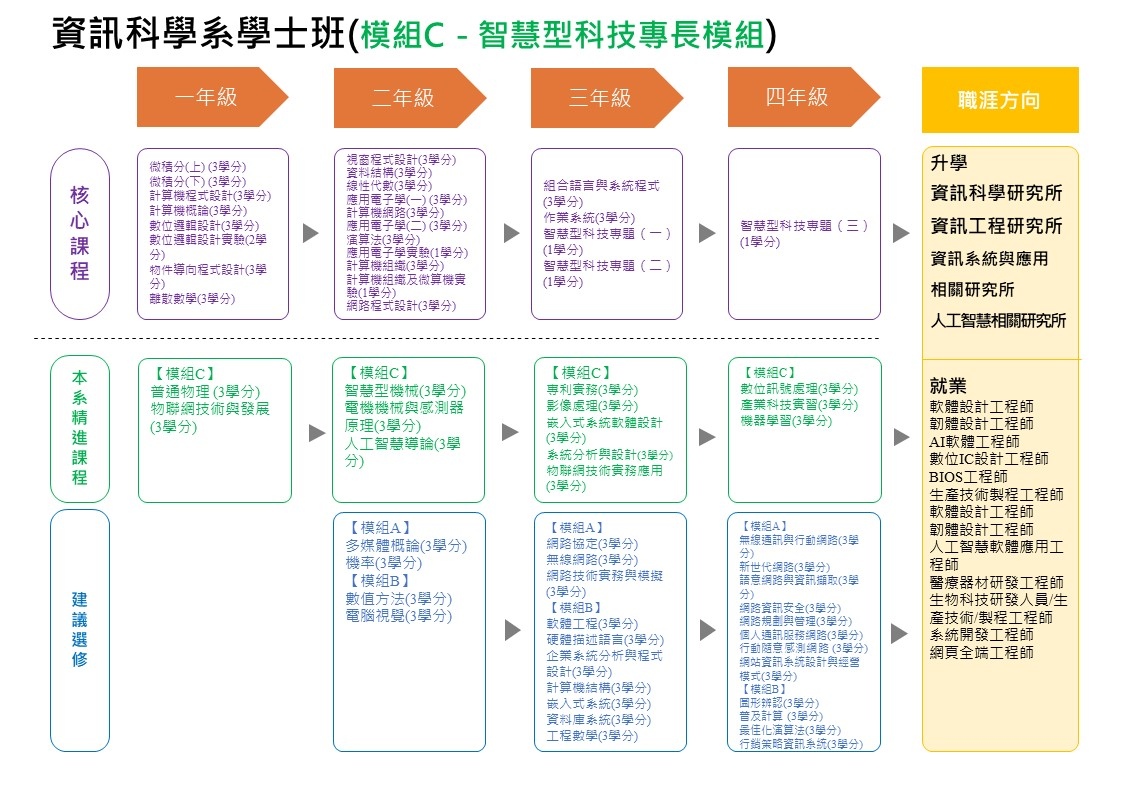 資訊科學系學士班(模組C - 智慧型科技專長模組)
一年級
二年級
三年級
四年級
職涯方向
核
心
課
程
微積分(上) (3學分)
微積分(下) (3學分)
計算機程式設計(3學分)
計算機概論(3學分)
數位邏輯設計(3學分)
數位邏輯設計實驗(2學
分)
物件導向程式設計(3學
分)
離散數學(3學分)
視窗程式設計(3學分)
資料結構(3學分)
線性代數(3學分)
應用電子學(一) (3學分)
計算機網路(3學分)
應用電子學(二) (3學分)
演算法(3學分)
應用電子學實驗(1學分)
計算機組織(3學分)
計算機組織及微算機實
驗(1學分)
網路程式設計(3學分)
組合語言與系統程式
(3學分)
作業系統(3學分)
智慧型科技專題（一）
(1學分)
智慧型科技專題（二）
(1學分)
智慧型科技專題（三）
(1學分)
升學
資訊科學研究所
資訊工程研究所
資訊系統與應用
相關研究所
人工智慧相關研究所
本
系
精
進
課
程
【模組C】
普通物理 (3學分)
物聯網技術與發展
(3學分)
【模組C】
智慧型機械(3學分)
電機機械與感測器
原理(3學分)
人工智慧導論(3學
分)
【模組C】
專利實務(3學分)
影像處理(3學分)
嵌入式系統軟體設計
(3學分)
系統分析與設計(3學分)
物聯網技術實務應用
(3學分)
【模組C】
數位訊號處理(3學分)
產業科技實習(3學分)
機器學習(3學分)
就業
軟體設計工程師
韌體設計工程師
AI軟體工程師
數位IC設計工程師
BIOS工程師
生產技術製程工程師
軟體設計工程師
韌體設計工程師
人工智慧軟體應用工
程師
醫療器材研發工程師
生物科技研發人員/生
產技術/製程工程師
系統開發工程師
網頁全端工程師
建
議
選
修
【模組A】
多媒體概論(3學分)
機率(3學分)
【模組B】
數值方法(3學分)
電腦視覺(3學分)
【模組A】
網路協定(3學分)
無線網路(3學分)
網路技術實務與模擬
(3學分)
【模組B】
軟體工程(3學分)
硬體描述語言(3學分)
企業系統分析與程式
設計(3學分)
計算機結構(3學分)
嵌入式系統(3學分)
資料庫系統(3學分)
工程數學(3學分)
【模組A】
無線通訊與行動網路(3學
分)
新世代網路(3學分)
語意網路與資訊擷取(3學
分)
網路資訊安全(3學分)
網路規劃與管理(3學分)
個人通訊服務網路(3學分)
行動隨意感測網路 (3學分)
網站資訊系統設計與經營
模式(3學分)
【模組B】
圖形辨認(3學分)
普及計算 (3學分)
最佳化演算法(3學分)
行銷策略資訊系統(3學分)